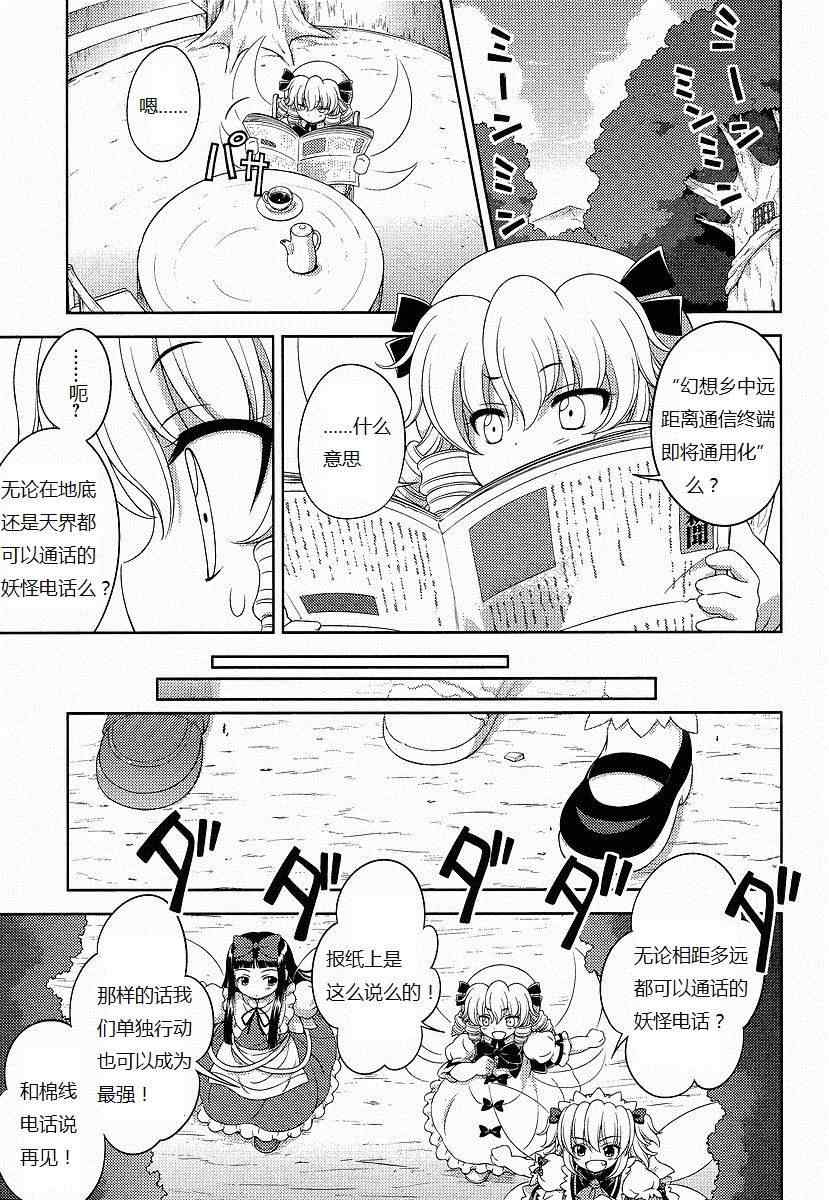 ミーンミンミン
ミーンミンミーン
嗯……
パサ
“幻想乡中远
距离通信终端
即将通用化”
么？
……什么
意思
聞
……
呃？
无论在地底
还是天界都
可以通话的
妖怪电话么？
ダダダダダ
无论相距多远
都可以通话的
妖怪电话？
报纸上是
这么说么的！
那样的话我
们单独行动
也可以成为
最强！
和棉线
电话说
再见！